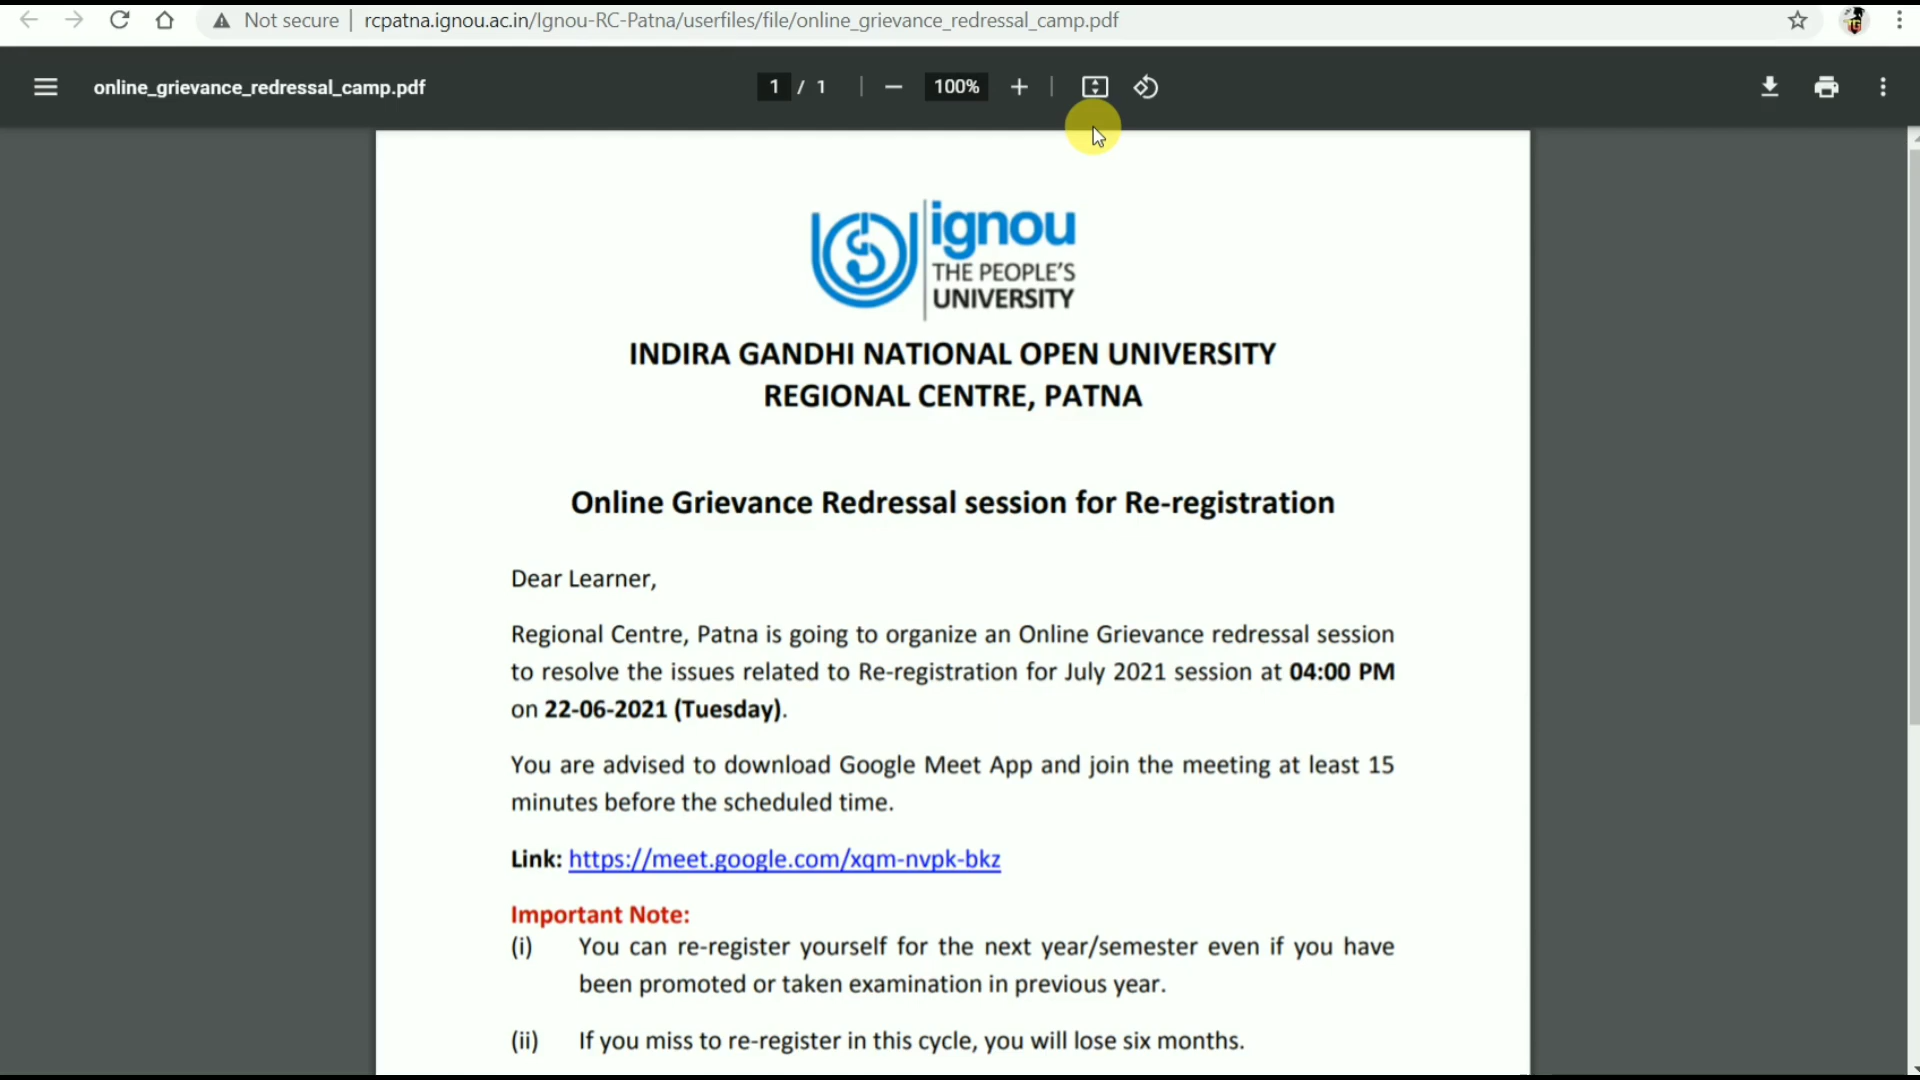 Not secure | rcpatna.ignou.ac.in/Ignou-RC-Patna/userfiles/file/online_grievance_redressal_camp.pdf
online_grievance_redressal_camp.pdf 1 / 1 100%
ignou
THE PEOPLE'S
UNIVERSITY
INDIRA GANDHI NATIONAL OPEN UNIVERSITY
REGIONAL CENTRE, PATNA
Online Grievance Redressal session for Re-registration
Dear Learner,
Regional Centre, Patna is going to organize an Online Grievance redressal session
to resolve the issues related to Re-registration for July 2021 session at 04:00 PM
on 22-06-2021 (Tuesday).
You are advised to download Google Meet App and join the meeting at least 15
minutes before the scheduled time.
Link: https://meet.google.com/xqm-nvpk-bkz
Important Note:
(i) You can re-register yourself for the next year/semester even if you have
been promoted or taken examination in previous year.
(ii) If you miss to re-register in this cycle, you will lose six months.